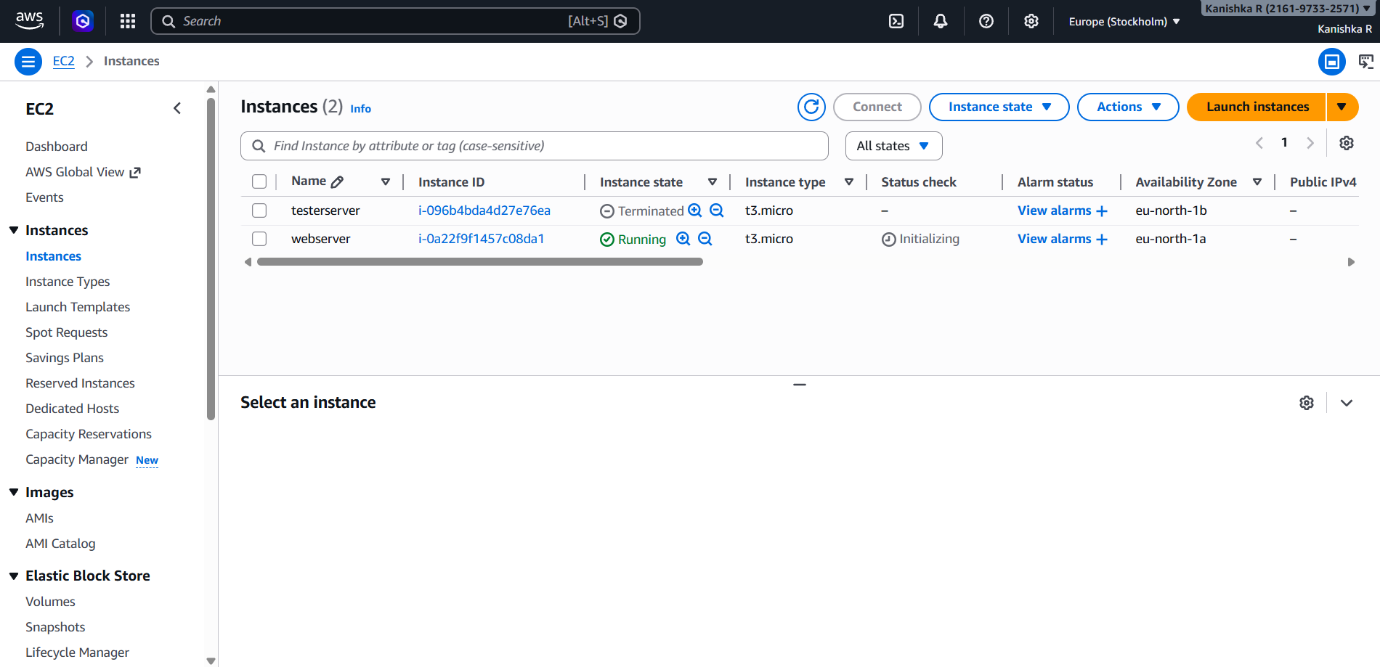 aws
Search [Alt+S]
Europe (Stockholm)
Kanishka R (2161-9733-2571)
Kanishka R
EC2 Instances
EC2
Dashboard
AWS Global View
Events
Instances
Instances
Instance Types
Launch Templates
Spot Requests
Savings Plans
Reserved Instances
Dedicated Hosts
Capacity Reservations
Capacity Manager New
Images
AMIs
AMI Catalog
Elastic Block Store
Volumes
Snapshots
Lifecycle Manager
Instances (2) Info
Connect Instance state Actions Launch instances
Find Instance by attribute or tag (case-sensitive) All states 1
Name Instance ID Instance state Instance type Status check Alarm status Availability Zone Public IPv4
testerserver i-096b4bda4d27e76ea Terminated t3.micro – View alarms + eu-north-1b –
webserver i-0a22f9f1457c08da1 Running t3.micro Initializing View alarms + eu-north-1a –
Select an instance